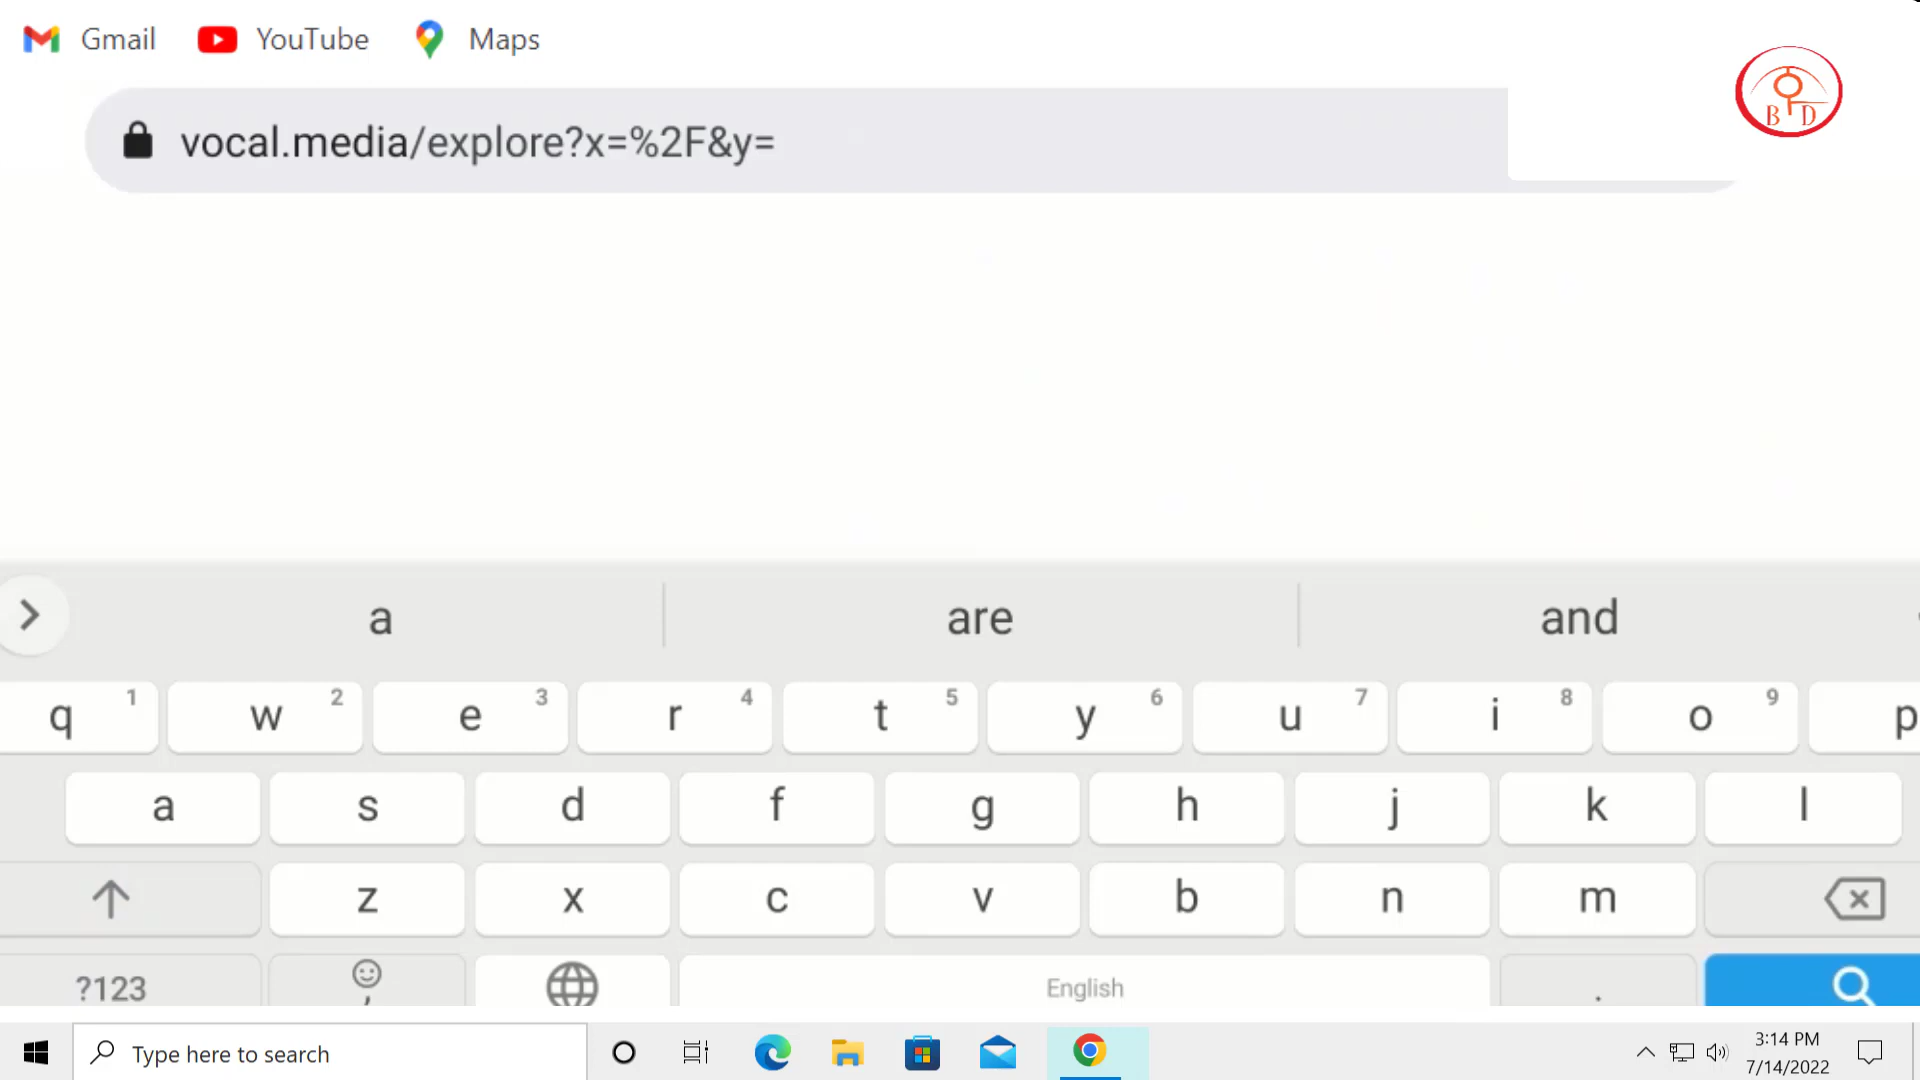 Gmail YouTube Maps
B D
vocal.media/explore?x=%2F&y=
a are and
q 1 w 2 e 3 r 4 t 5 y 6 u 7 i 8 o 9 p
a s d f g h j k l
z x c v b n m
?123 , English .
Type here to search
3:14 PM
7/14/2022